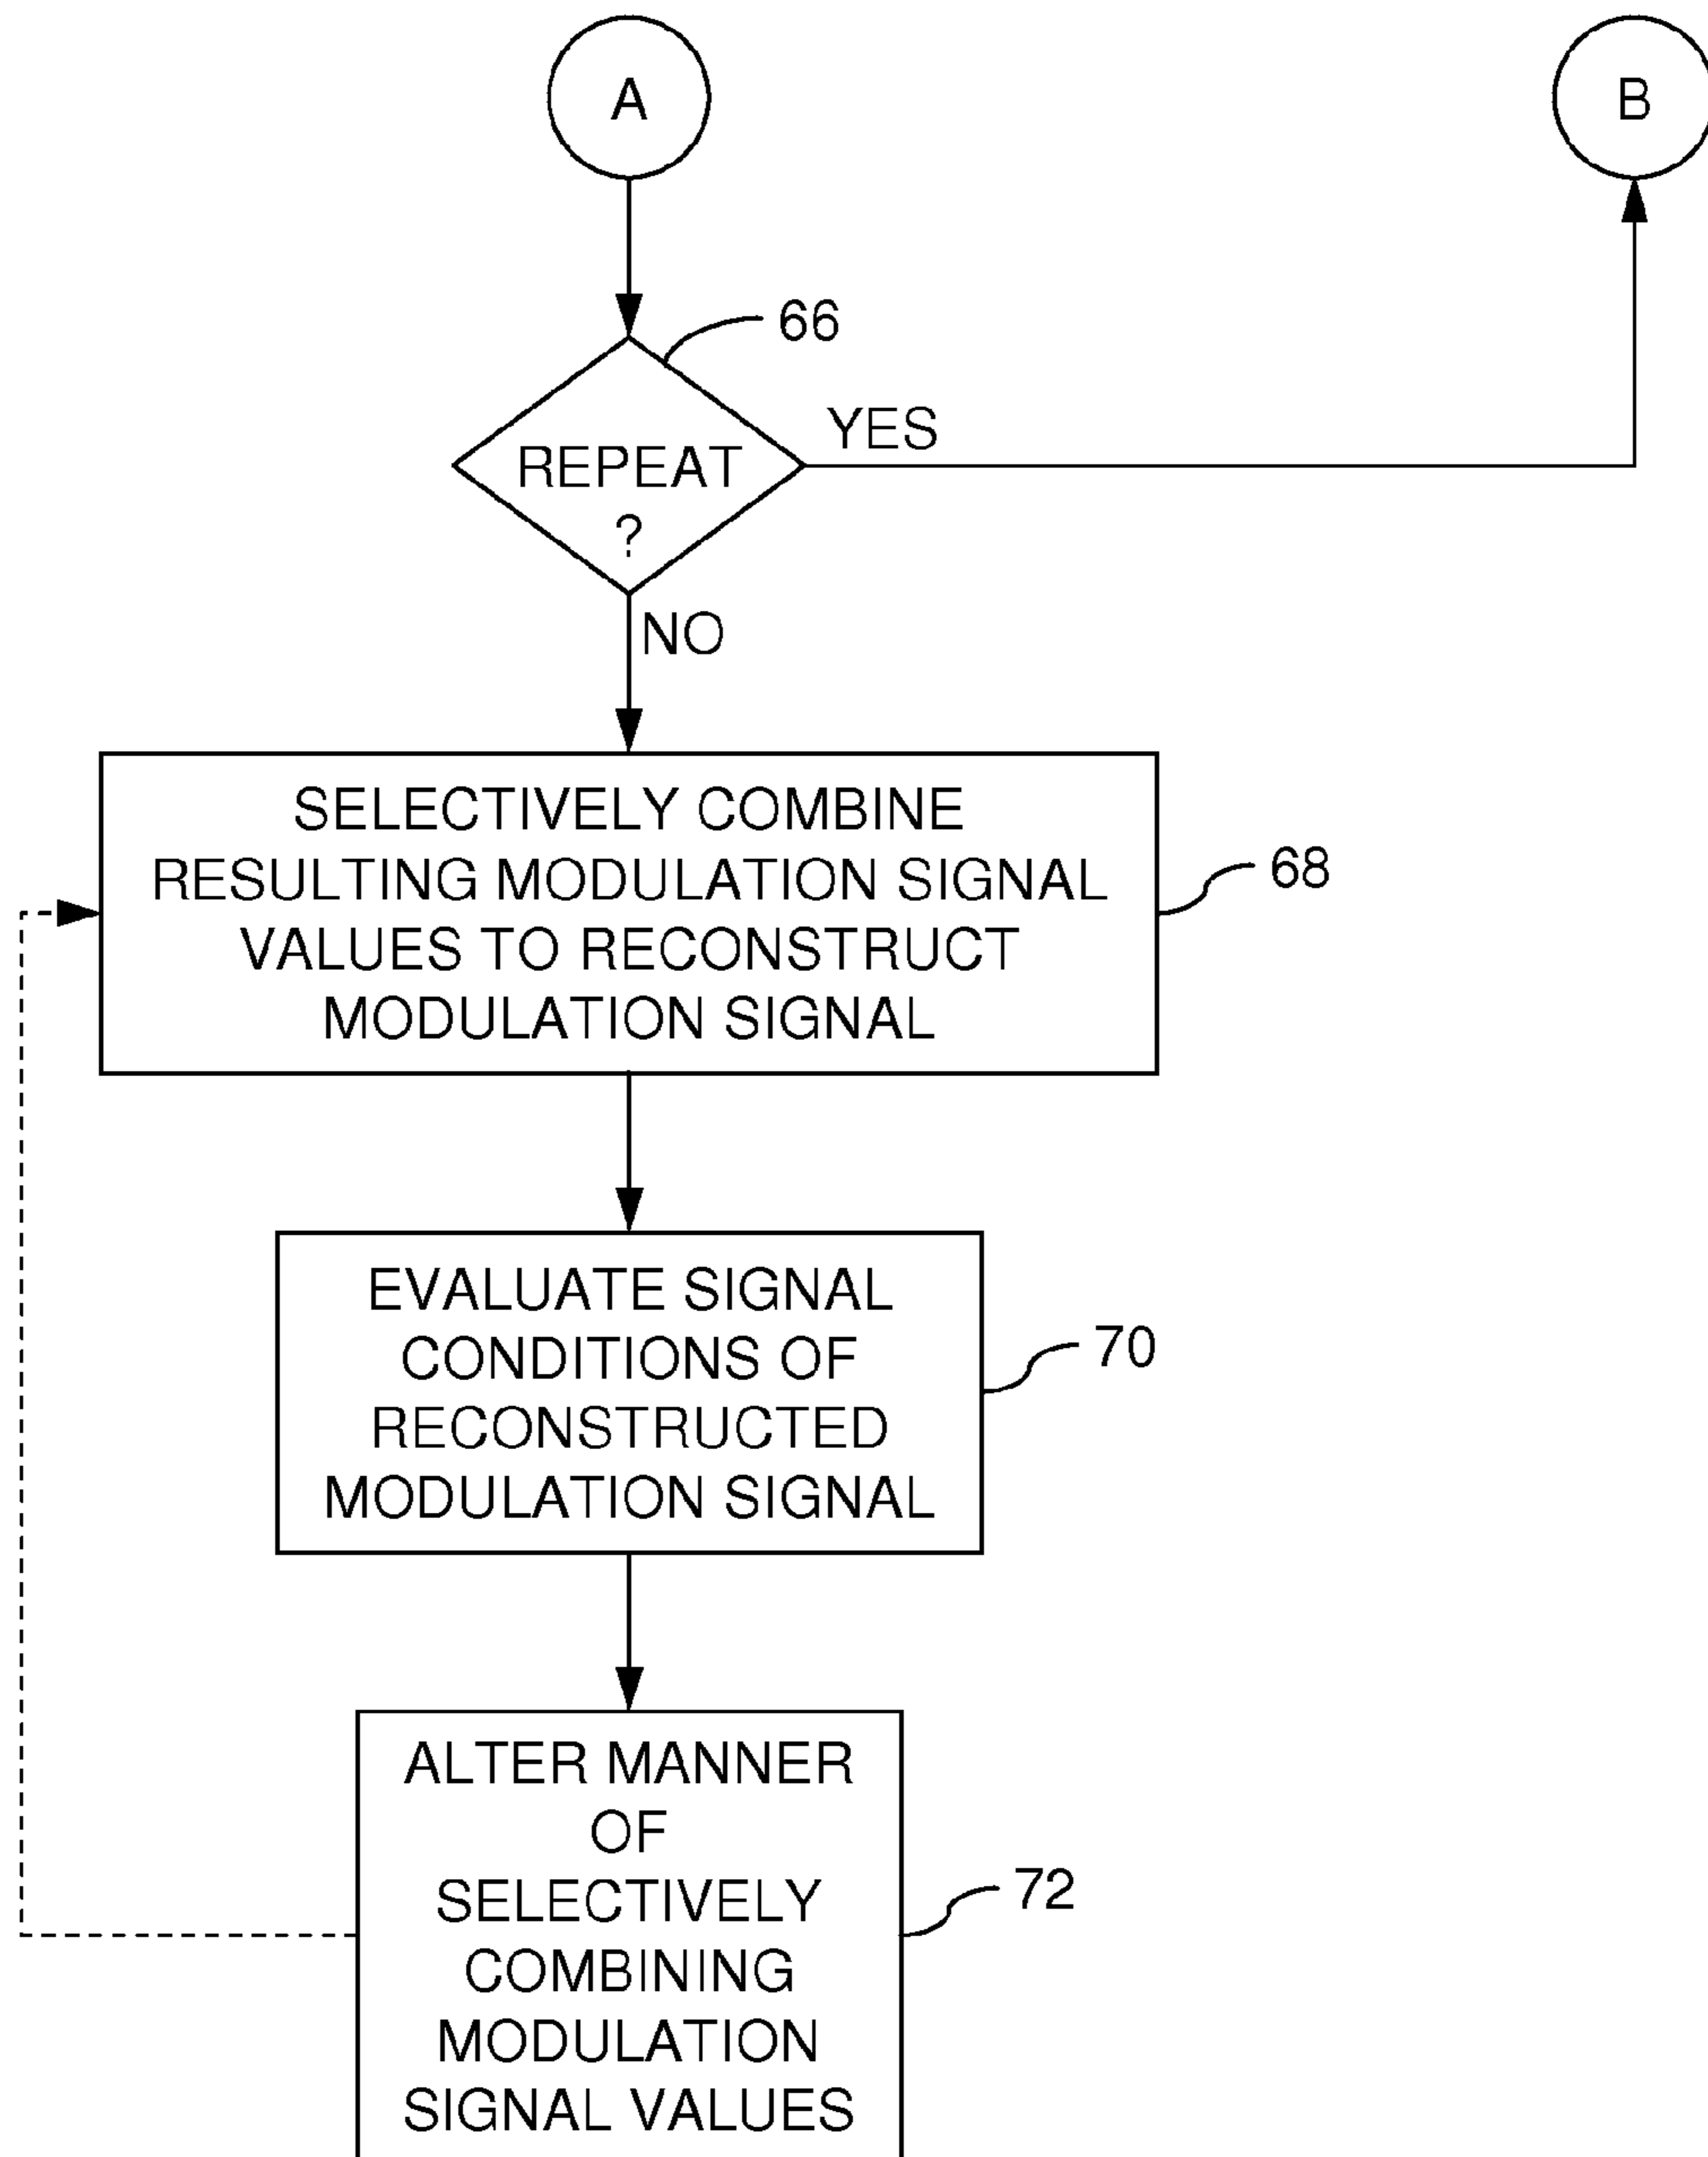 A
B
66
REPEAT
?
YES
NO
SELECTIVELY COMBINE
RESULTING MODULATION SIGNAL
VALUES TO RECONSTRUCT
MODULATION SIGNAL
68
EVALUATE SIGNAL
CONDITIONS OF
RECONSTRUCTED
MODULATION SIGNAL
70
ALTER MANNER
OF
SELECTIVELY
COMBINING
MODULATION
SIGNAL VALUES
72